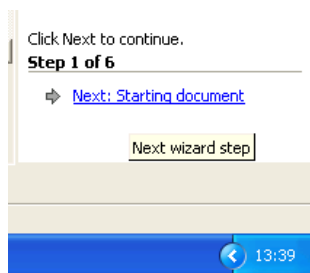 Click Next to continue.
Step 1 of 6
Next: Starting document
Next wizard step
13:39